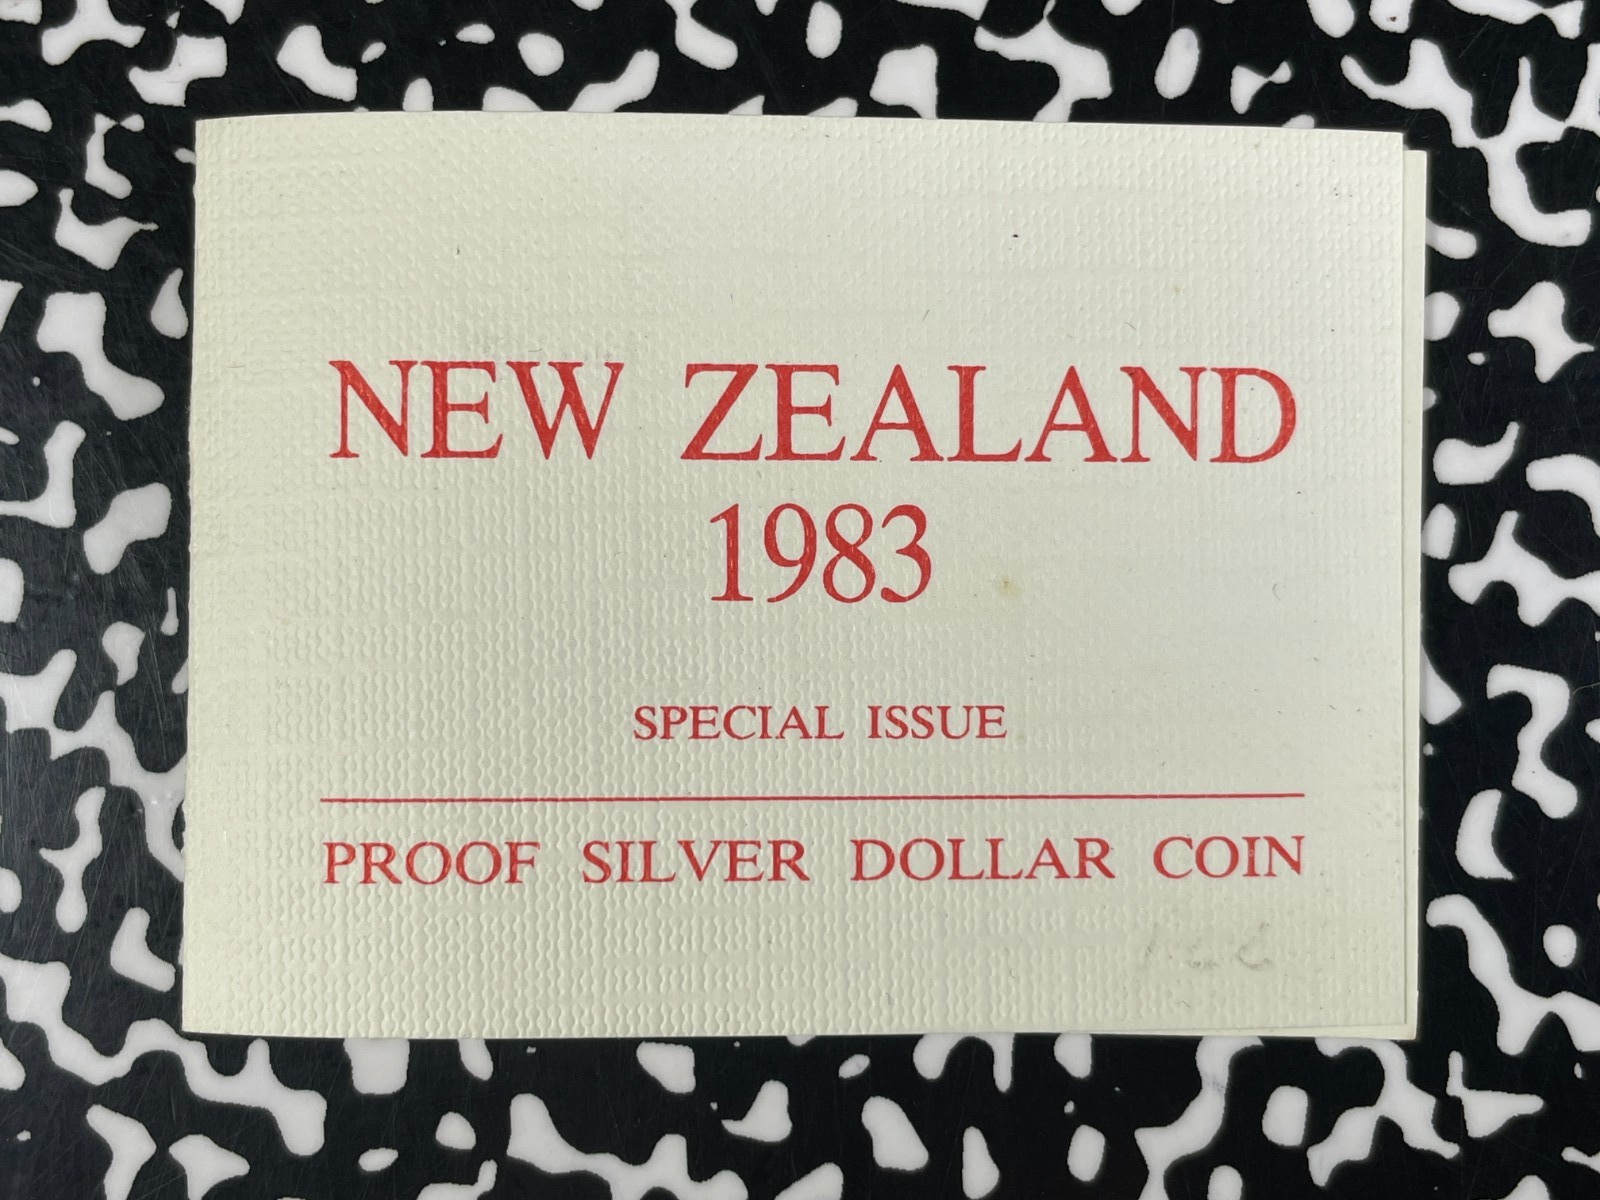 NEW ZEALAND
1983
SPECIAL ISSUE
PROOF SILVER DOLLAR COIN